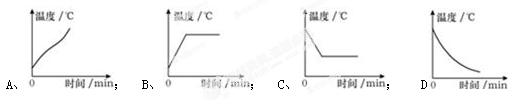 温度/℃ 温度/℃ 温度/℃ 温度/℃
A、 0 时间/min; B、 0 时间/min; C、 0 时间/min; D 0 时间/min